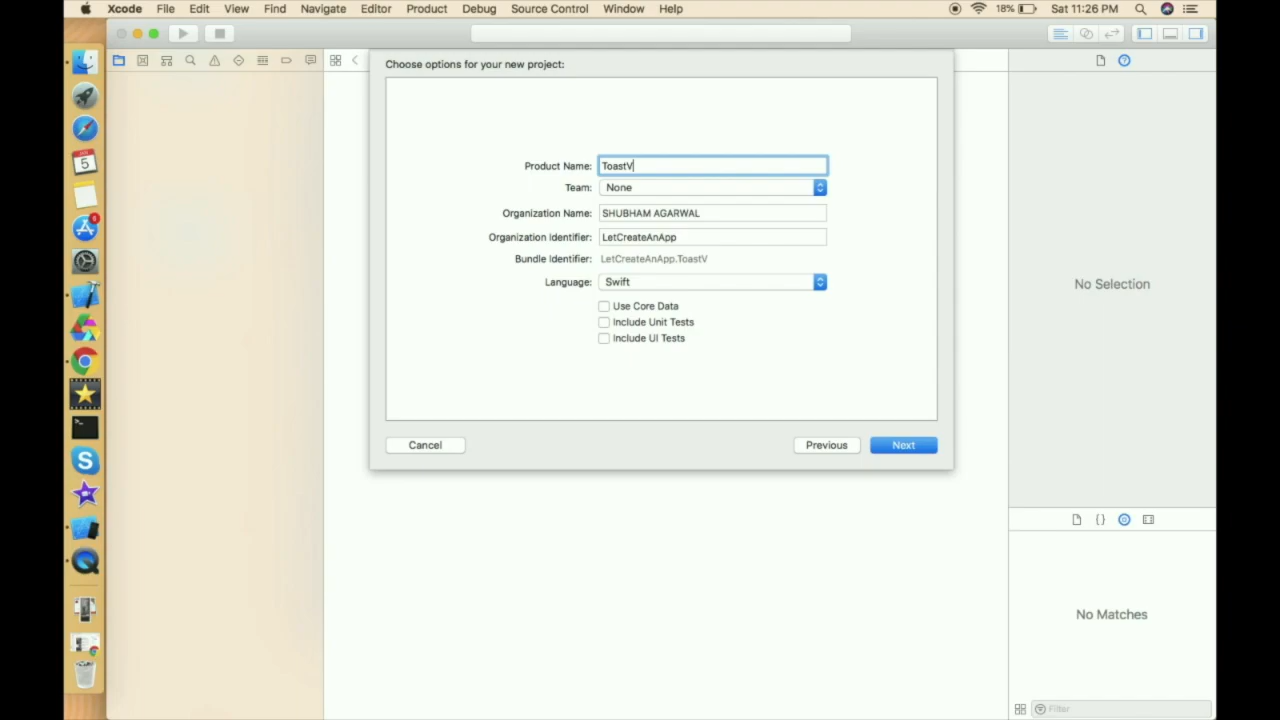 Xcode File Edit View Find Navigate Editor Product Debug Source Control Window Help 18% Sat 11:26 PM
Choose options for your new project:
Product Name: ToastV
Team: None
Organization Name: SHUBHAM AGARWAL
Organization Identifier: LetCreateAnApp
Bundle Identifier: LetCreateAnApp.ToastV
Language: Swift
Use Core Data
Include Unit Tests
Include UI Tests
Cancel Previous Next
No Selection
No Matches
Filter
5